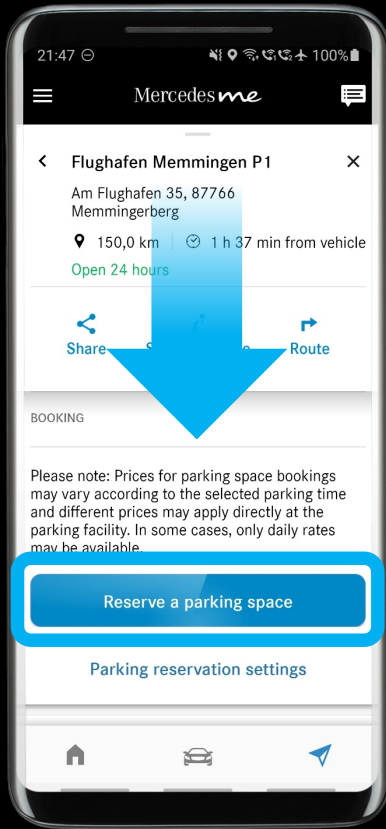 21:47 100%
Mercedes me
Flughafen Memmingen P1
Am Flughafen 35, 87766
Memmingerberg
150,0 km 1 h 37 min from vehicle
Open 24 hours
Share Route
BOOKING
Please note: Prices for parking space bookings
may vary according to the selected parking time
and different prices may apply directly at the
parking facility. In some cases, only daily rates
may be available.
Reserve a parking space
Parking reservation settings